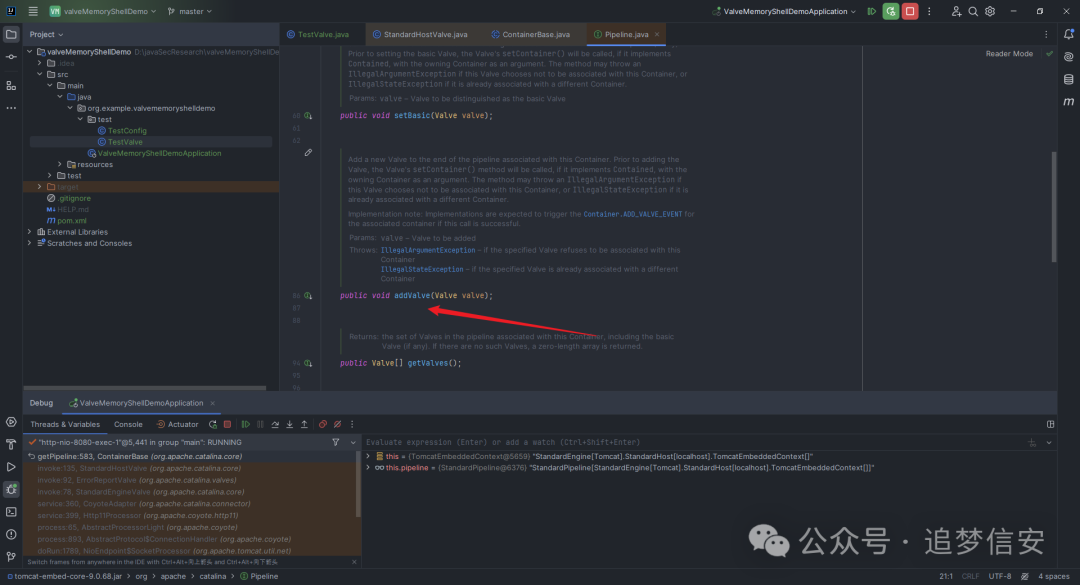 VM valveMemoryShellDemo master ValveMemoryShellDemoApplication
Project
valveMemoryShellDemo D:\javaSecResearch\valveMemoryShellDe
.idea
src
main
java
org.example.valvememoryshelldemo
test
TestConfig
TestValve
ValveMemoryShellDemoApplication
resources
test
target
.gitignore
HELP.md
pom.xml
External Libraries
Scratches and Consoles
TestValve.java StandardHostValve.java ContainerBase.java Pipeline.java
Reader Mode
Prior to setting the basic Valve, the Valve's setContainer() will be called, if it implements
Contained, with the owning Container as an argument. The method may throw an
IllegalArgumentException if this Valve chooses not to be associated with this Container, or
IllegalStateException if it is already associated with a different Container.
Params: valve – Valve to be distinguished as the basic Valve
public void setBasic(Valve valve);
81
Add a new Valve to the end of the pipeline associated with this Container. Prior to adding the
Valve, the Valve's setContainer() method will be called, if it implements Contained, with the
owning Container as an argument. The method may throw an IllegalArgumentException if
this Valve chooses not to be associated with this Container, or IllegalStateException if it is
already associated with a different Container.
Implementation note: Implementations are expected to trigger the Container.ADD_VALVE_EVENT for
the associated container if this call is successful.
Params: valve – Valve to be added
Throws: IllegalArgumentException – if the specified Valve refuses to be associated with this
Container
IllegalStateException – if the specified Valve is already associated with a different
Container
public void addValve(Valve valve);
87
88
Returns: the set of Valves in the pipeline associated with this Container, including the basic
Valve (if any). If there are no such Valves, a zero-length array is returned.
94 public Valve[] getValves();
95
Debug ValveMemoryShellDemoApplication
Threads & Variables Console Actuator
"http-nio-8080-exec-1"@5,441 in group "main": RUNNING
getPipeline:583, ContainerBase (org.apache.catalina.core)
invoke:135, StandardHostValve (org.apache.catalina.core)
invoke:92, ErrorReportValve (org.apache.catalina.valves)
invoke:78, StandardEngineValve (org.apache.catalina.core)
service:360, CoyoteAdapter (org.apache.catalina.connector)
service:399, Http11Processor (org.apache.coyote.http11)
process:65, AbstractProcessorLight (org.apache.coyote)
process:893, AbstractProtocol$ConnectionHandler (org.apache.coyote)
doRun:1789, NioEndpoint$SocketProcessor (org.apache.tomcat.util.net)
Switch frames from anywhere in the IDE with Ctrl+Alt+向上箭头 and Ctrl+Alt+向下箭头
Evaluate expression (Enter) or add a watch (Ctrl+Shift+Enter)
this = {TomcatEmbeddedContext@5659} "StandardEngine[Tomcat].StandardHost[localhost].TomcatEmbeddedContext[]"
this.pipeline = {StandardPipeline@6376} "StandardPipeline[StandardEngine[Tomcat].StandardHost[localhost].TomcatEmbeddedContext[]]"
公众号 · 追梦信安
tomcat-embed-core-9.0.68.jar > org > apache > catalina > Pipeline 21:1 CRLF UTF-8 4 spaces